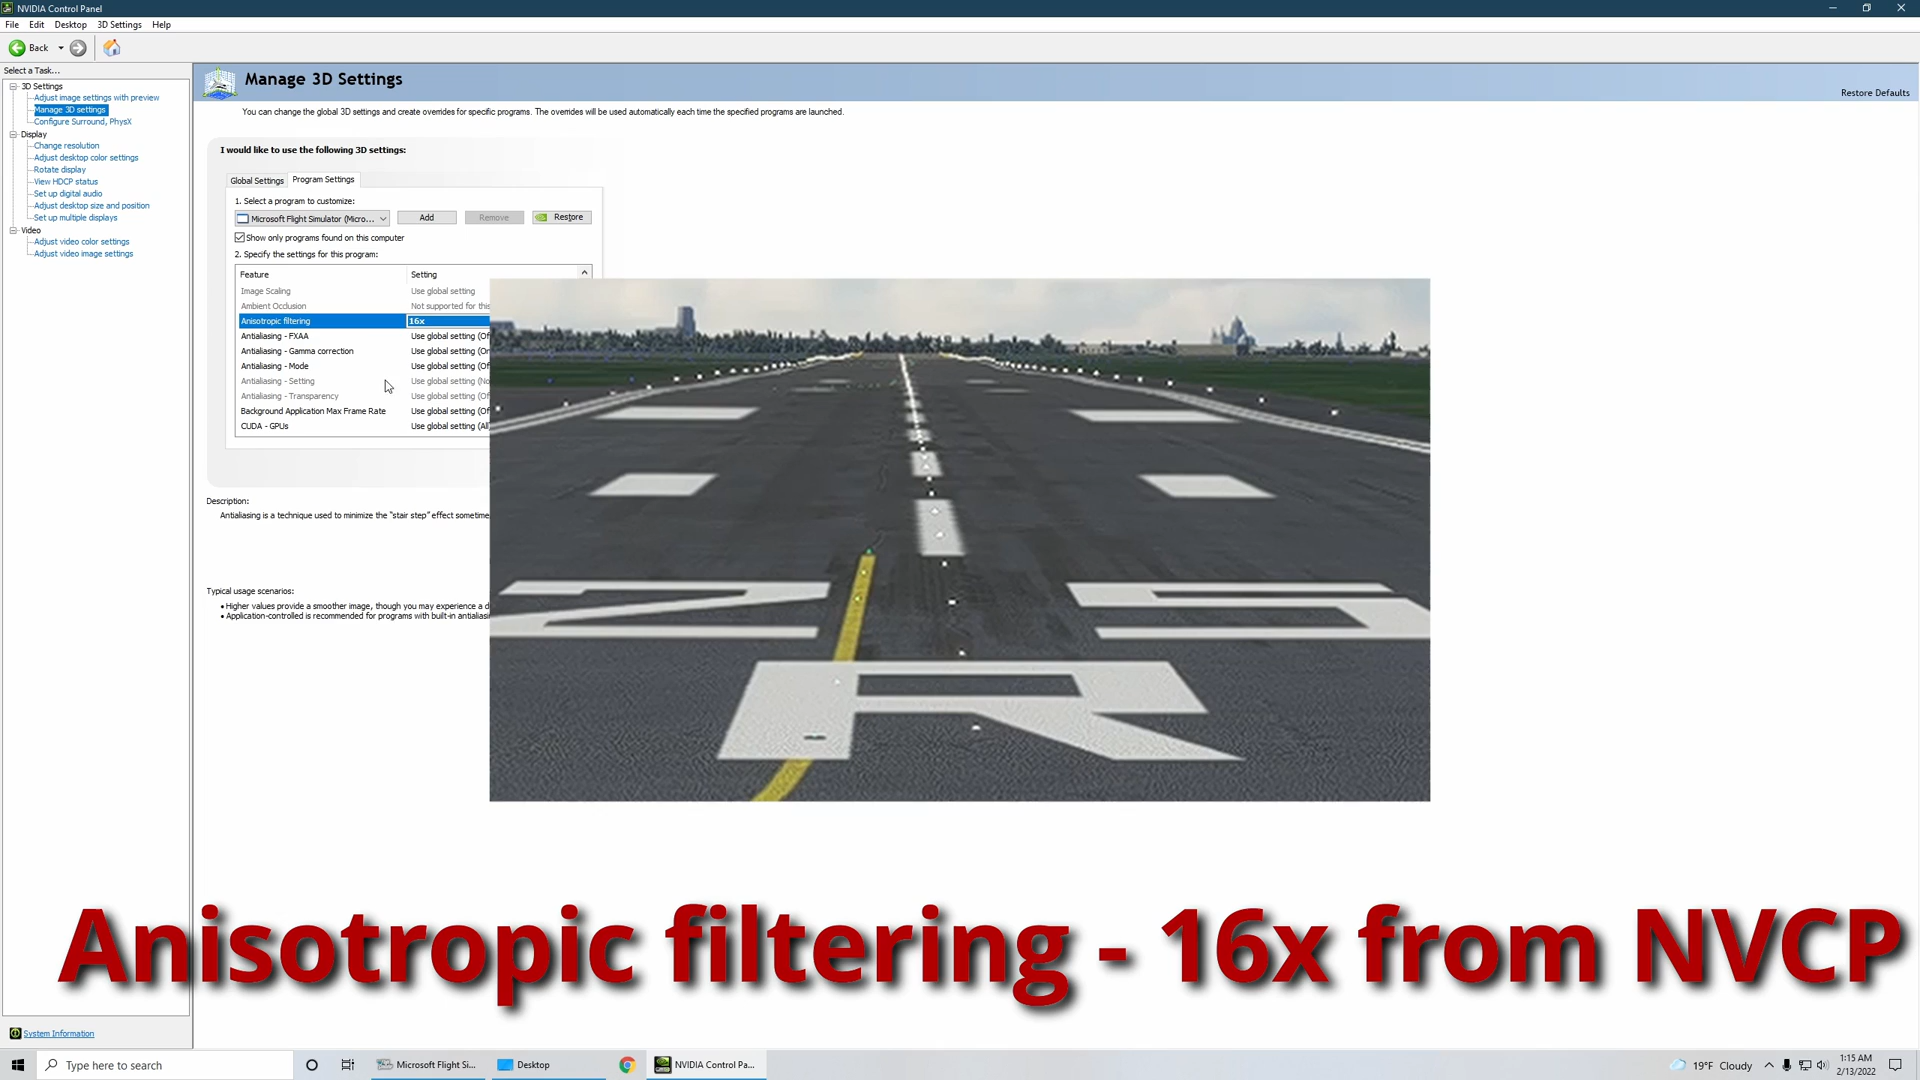 NVIDIA Control Panel
File Edit Desktop 3D Settings Help
Back
Select a Task...
3D Settings
Adjust image settings with preview
Manage 3D settings
Configure Surround, PhysX
Display
Change resolution
Adjust desktop color settings
Rotate display
View HDCP status
Set up digital audio
Adjust desktop size and position
Set up multiple displays
Video
Adjust video color settings
Adjust video image settings
System Information
Manage 3D Settings
Restore Defaults
You can change the global 3D settings and create overrides for specific programs. The overrides will be used automatically each time the specified programs are launched.
I would like to use the following 3D settings:
Global Settings Program Settings
1. Select a program to customize:
Microsoft Flight Simulator (Micro... Add Remove Restore
Show only programs found on this computer
2. Specify the settings for this program:
Feature Setting
Image Scaling Use global setting
Ambient Occlusion Not supported for this
Anisotropic filtering 16x
Antialiasing - FXAA Use global setting (Of
Antialiasing - Gamma correction Use global setting (On
Antialiasing - Mode Use global setting (Of
Antialiasing - Setting Use global setting (No
Antialiasing - Transparency Use global setting (Of
Background Application Max Frame Rate Use global setting (Of
CUDA - GPUs Use global setting (All
Description:
Antialiasing is a technique used to minimize the "stair step" effect sometime
Typical usage scenarios:
• Higher values provide a smoother image, though you may experience a d
• Application-controlled is recommended for programs with built-in antialias
2 5
R
Anisotropic filtering - 16x from NVCP
Type here to search
Microsoft Flight Si...
Desktop
NVIDIA Control Pa...
19°F Cloudy
1:15 AM
2/13/2022